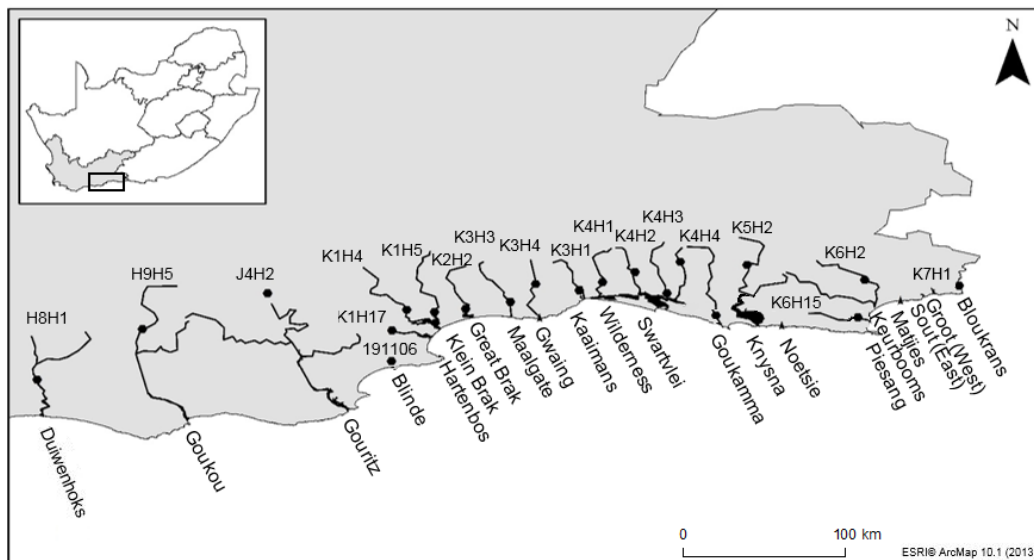 N
K4H1
K4H3
K3H3
K4H2
K4H4
K5H2
K1H5
K2H2
K3H4
K3H1
K6H2
K1H4
H9H5
J4H2
K7H1
H8H1
K1H17
K6H15
191106
Duiwenhoks
Goukou
Gouritz
Blinde
Hartenbos
Klein Brak
Great Brak
Maalgate
Gwaing
Kaaimans
Wilderness
Swartvlei
Goukamma
Knysna
Noetsie
Piesang
Keurbooms
Matjies
Sout (East)
Groot (West)
Bloukrans
0 100 km
ESRI® ArcMap 10.1 (2013